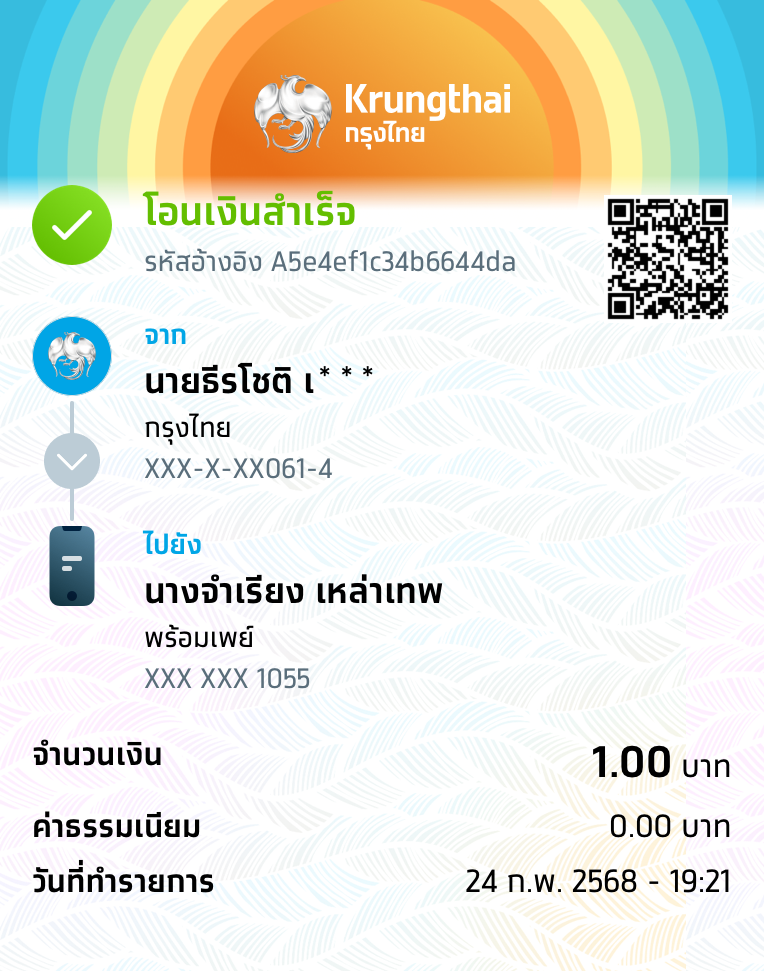 Krungthai
กรุงไทย
โอนเงินสำเร็จ
รหัสอ้างอิง A5e4ef1c34b6644da
จาก
นายธีรโชติ เ* * *
กรุงไทย
XXX-X-XX061-4
ไปยัง
นางจำเรียง เหล่าเทพ
พร้อมเพย์
XXX XXX 1055
จำนวนเงิน 1.00 บาท
ค่าธรรมเนียม 0.00 บาท
วันที่ทำรายการ 24 ก.พ. 2568 - 19:21